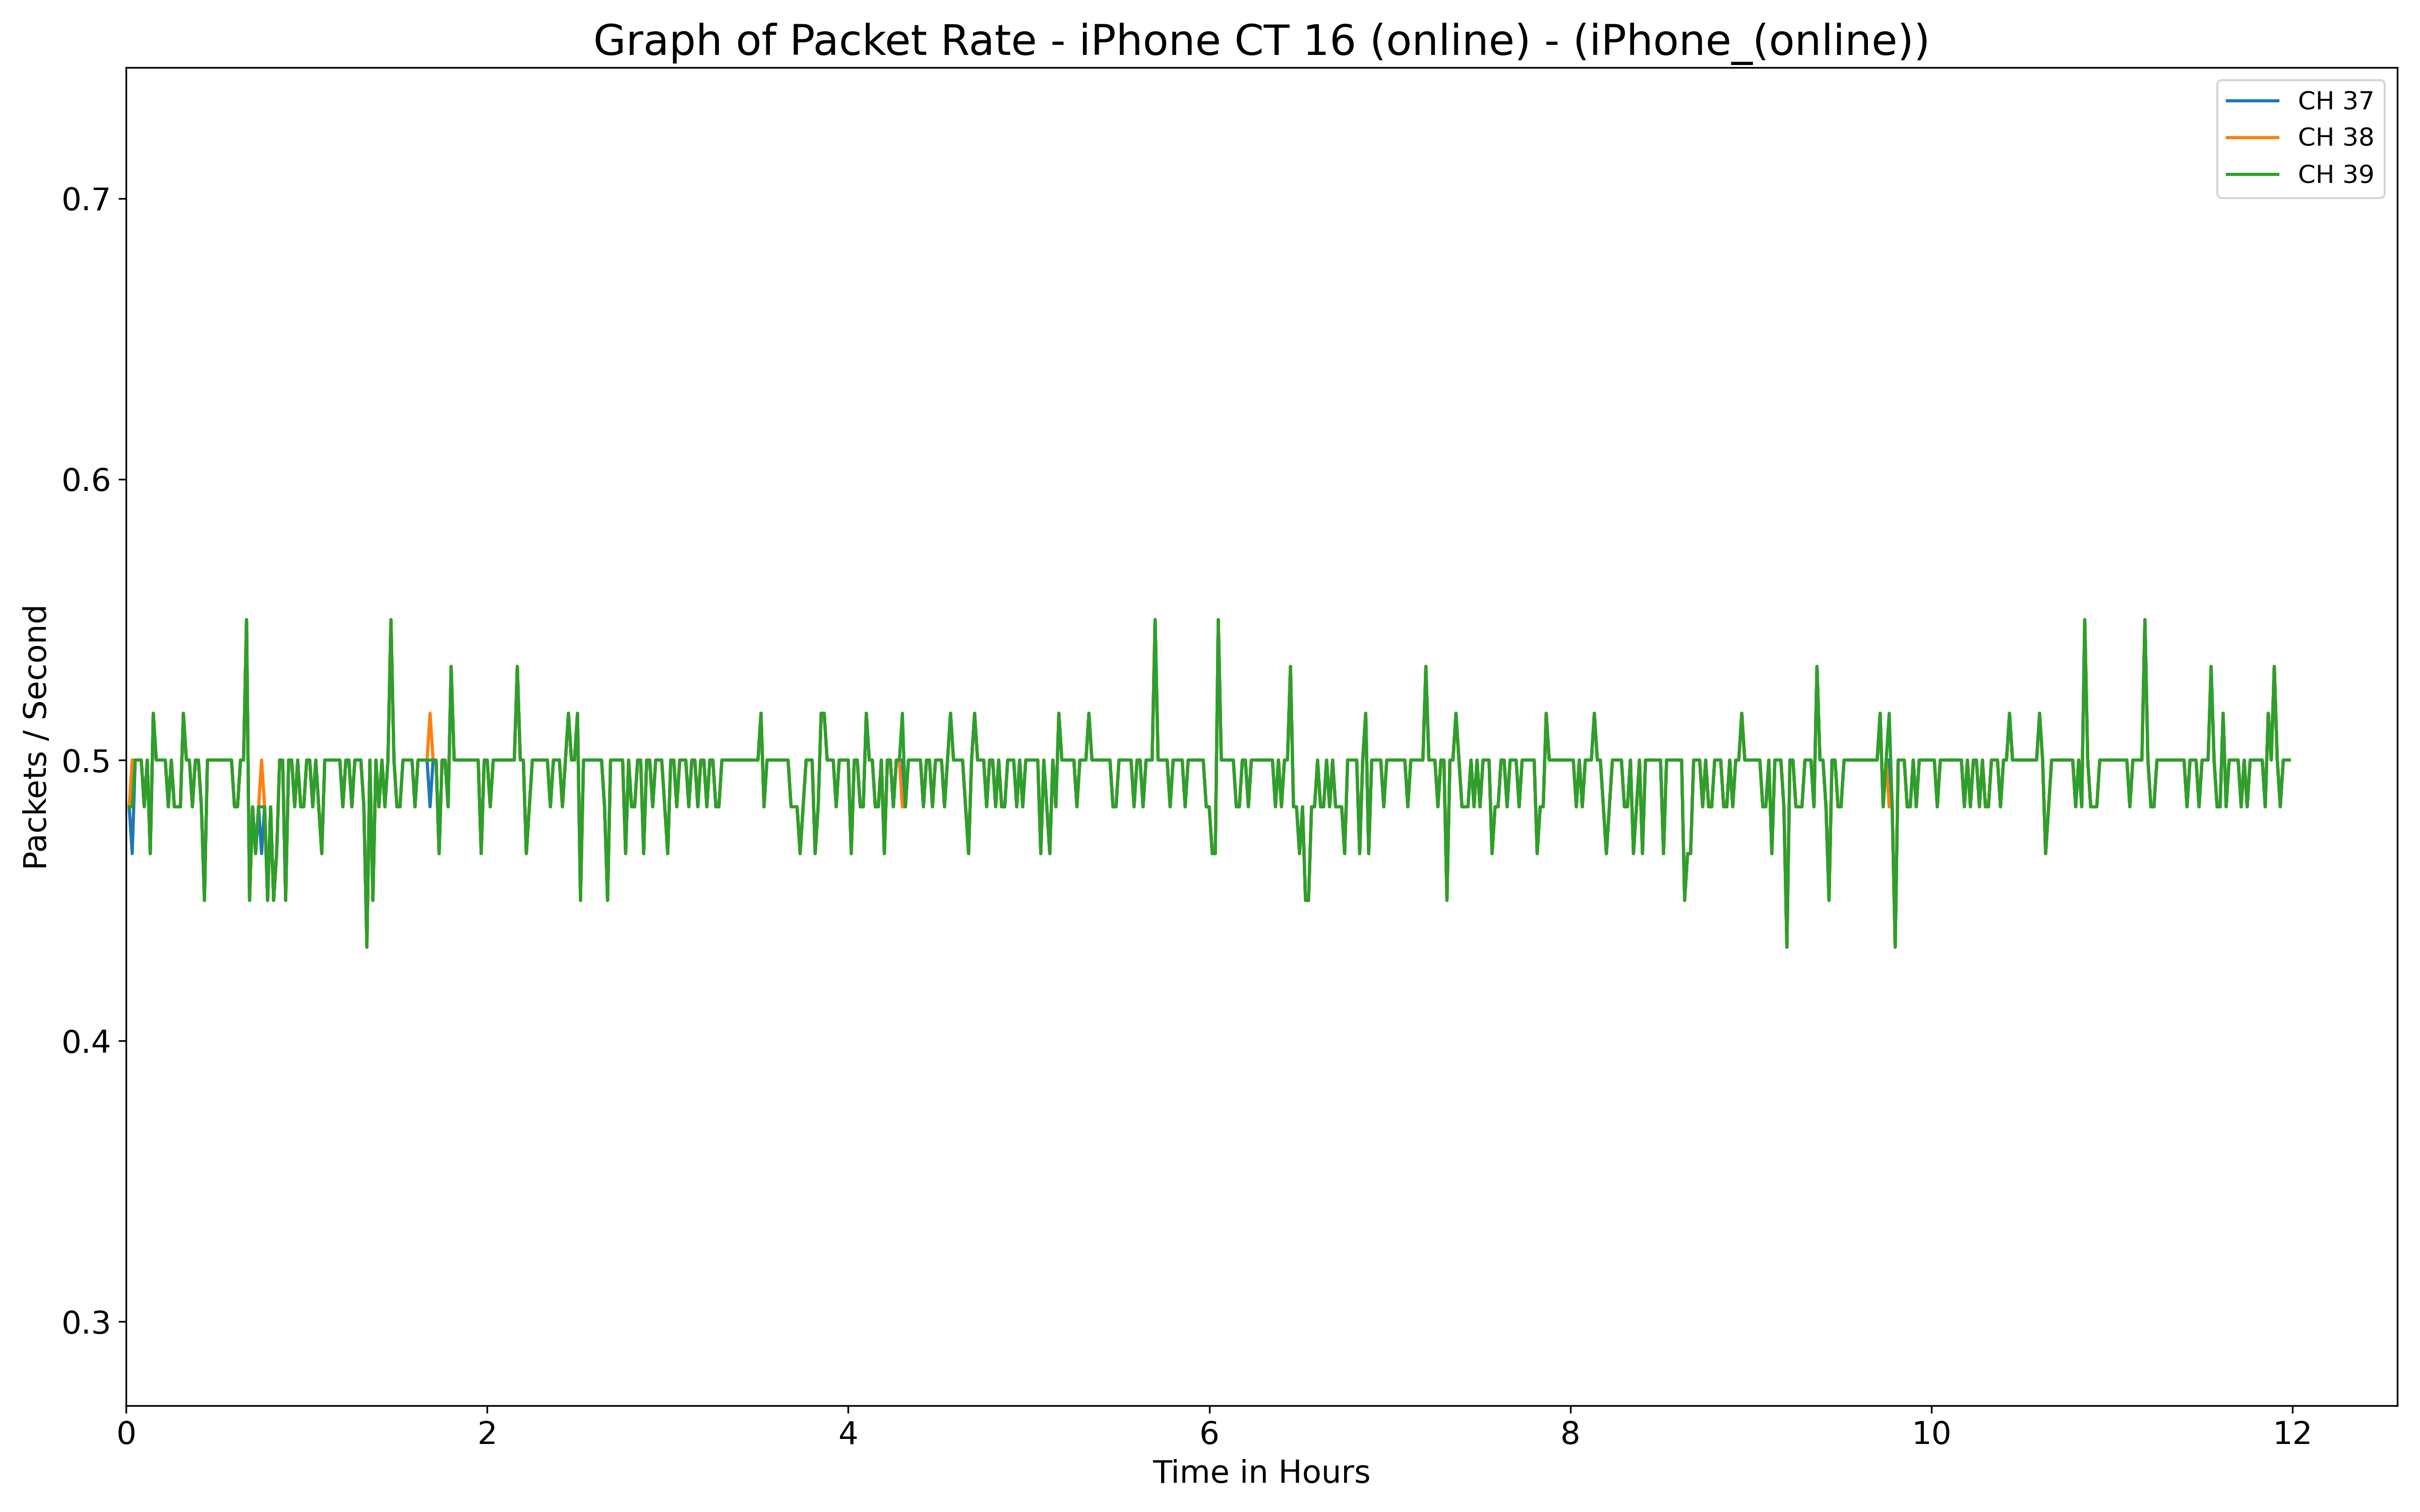 Graph of Packet Rate - iPhone CT 16 (online) - (iPhone_(online))
CH 37
CH 38
CH 39
0.7
0.6
0.5
0.4
0.3
Packets / Second
0 2 4 6 8 10 12
Time in Hours